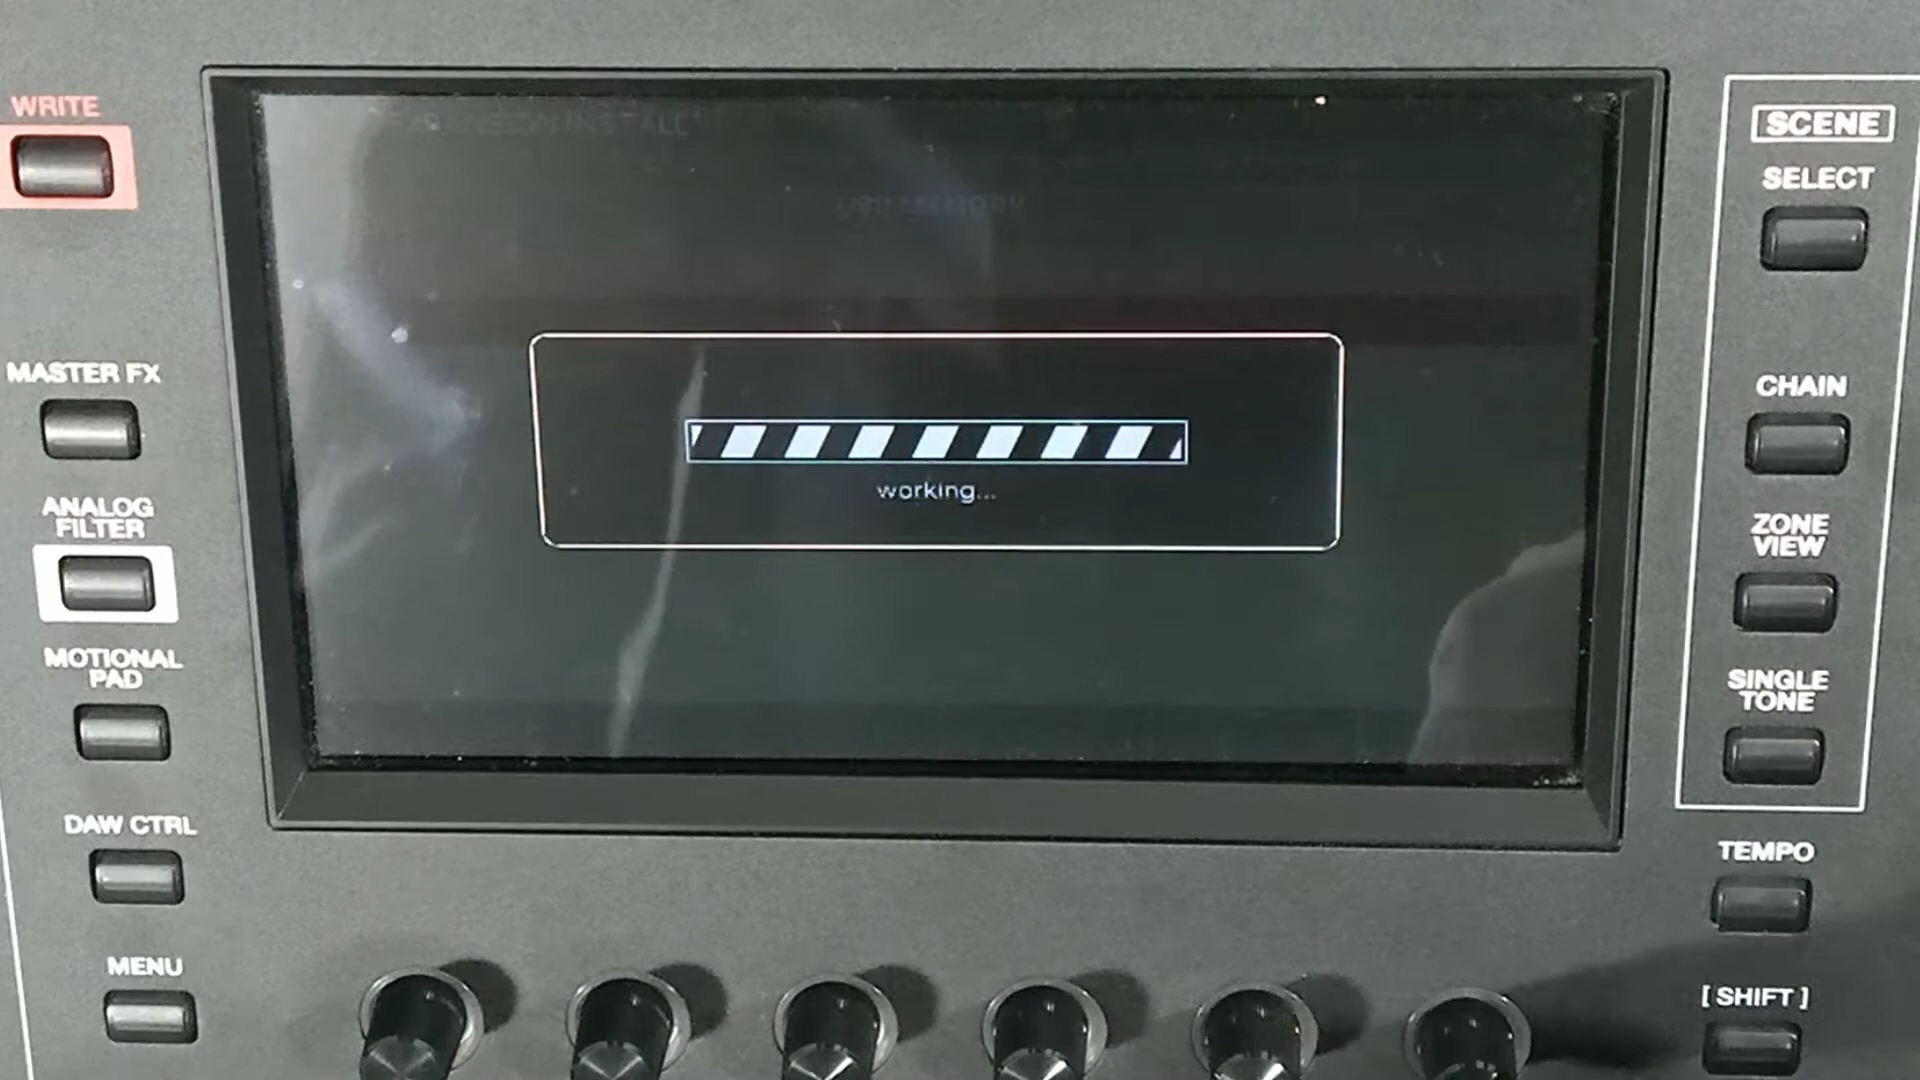 WRITE
MASTER FX
ANALOG
FILTER
MOTIONAL
PAD
DAW CTRL
MENU
working...
SCENE
SELECT
CHAIN
ZONE
VIEW
SINGLE
TONE
TEMPO
[ SHIFT ]